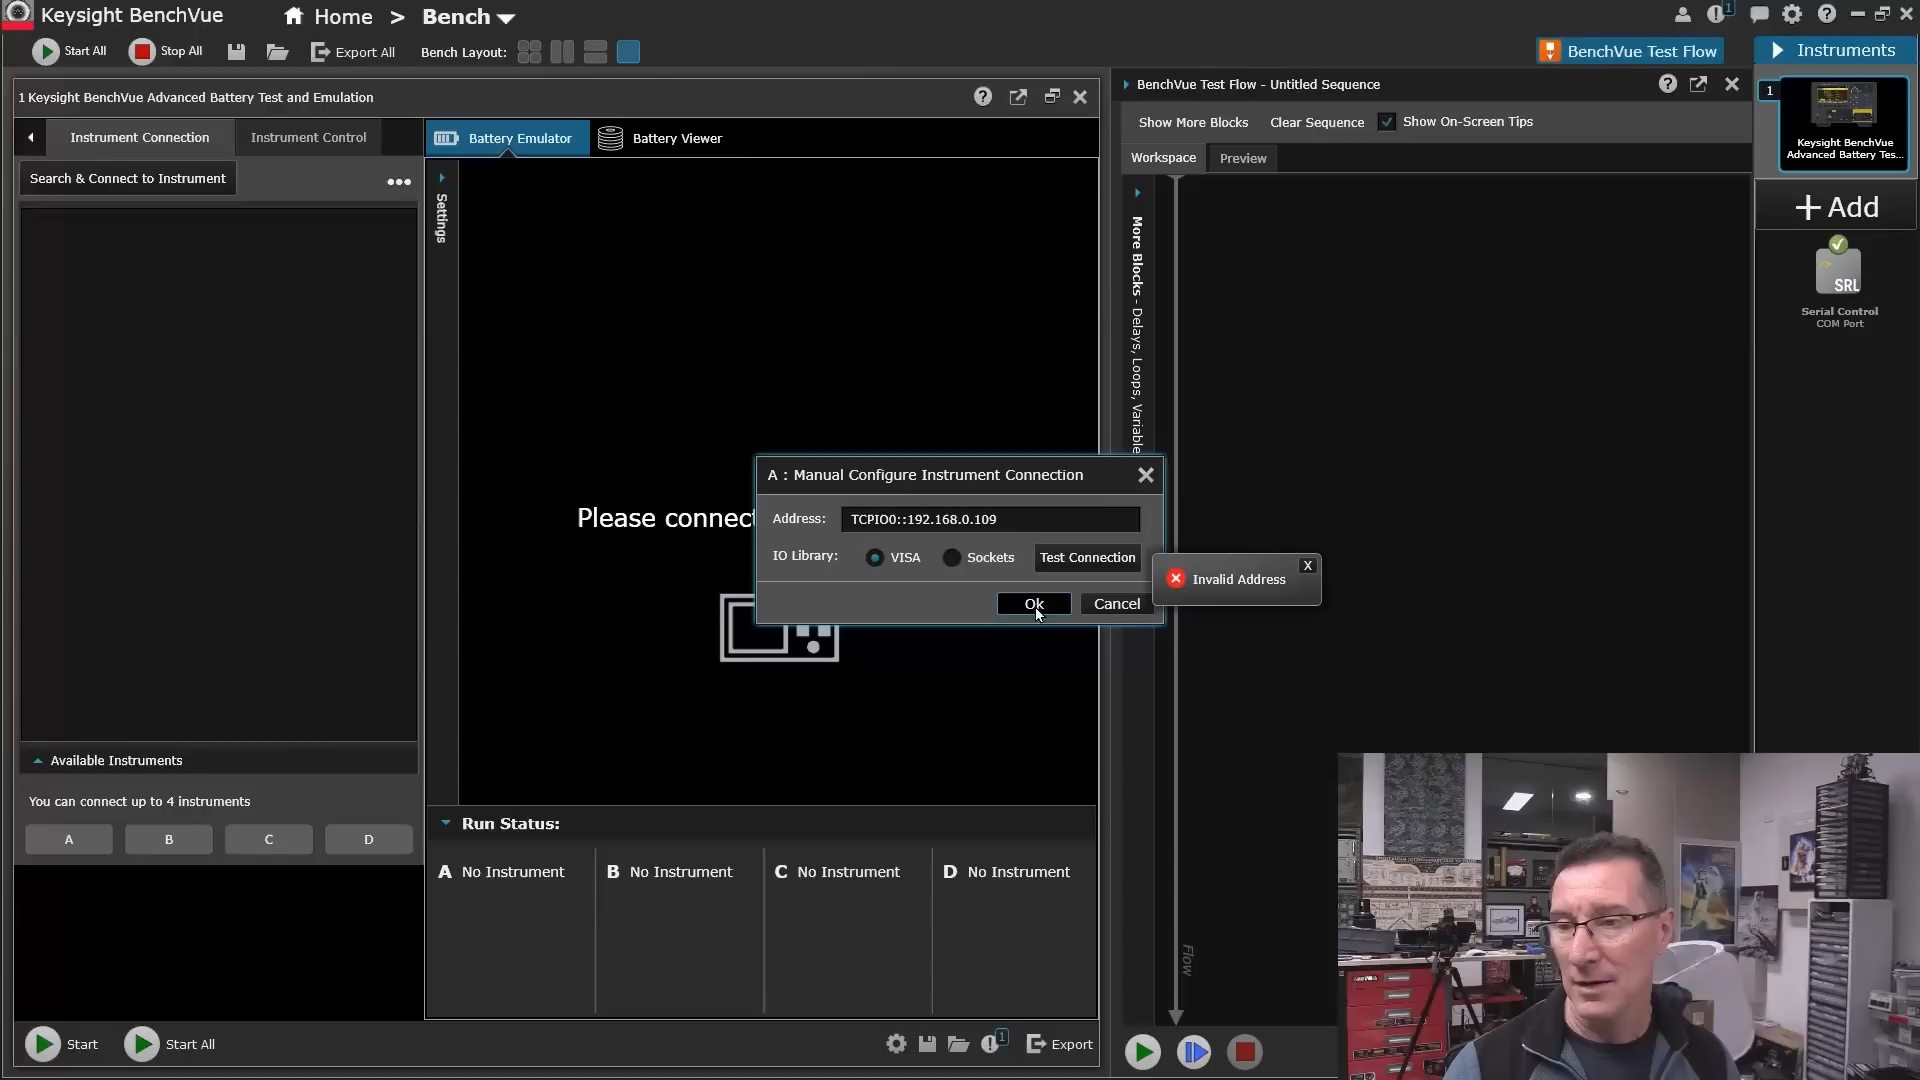 Keysight BenchVue
Home > Bench
1
Start All
Stop All
Export All
Bench Layout:
BenchVue Test Flow
Instruments
1 Keysight BenchVue Advanced Battery Test and Emulation
Instrument Connection
Instrument Control
Battery Emulator
Battery Viewer
Search & Connect to Instrument
Settings
BenchVue Test Flow - Untitled Sequence
Show More Blocks
Clear Sequence
Show On-Screen Tips
Workspace
Preview
More Blocks - Delays, Loops, Variable
1
Keysight BenchVue
Advanced Battery Tes...
+ Add
SRL
Serial Control
COM Port
Please connect
A : Manual Configure Instrument Connection
Address: TCPIO0::192.168.0.109
IO Library: VISA Sockets Test Connection
Ok Cancel
Invalid Address
X
Available Instruments
You can connect up to 4 instruments
A B C D
Run Status:
A No Instrument
B No Instrument
C No Instrument
D No Instrument
Flow
Start
Start All
1
Export